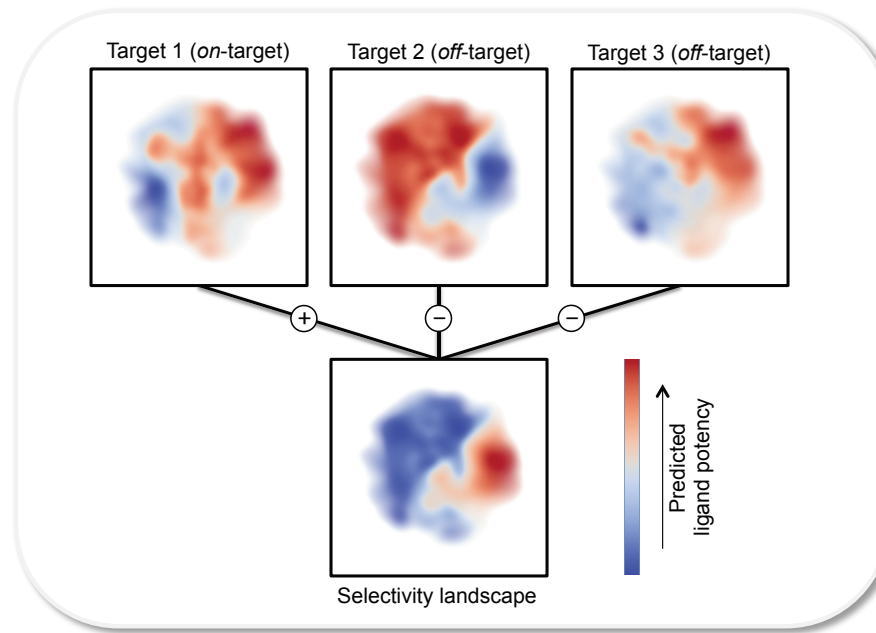 Target 1 (on-target)
Target 2 (off-target)
Target 3 (off-target)
+
−
−
Predicted
ligand potency
Selectivity landscape